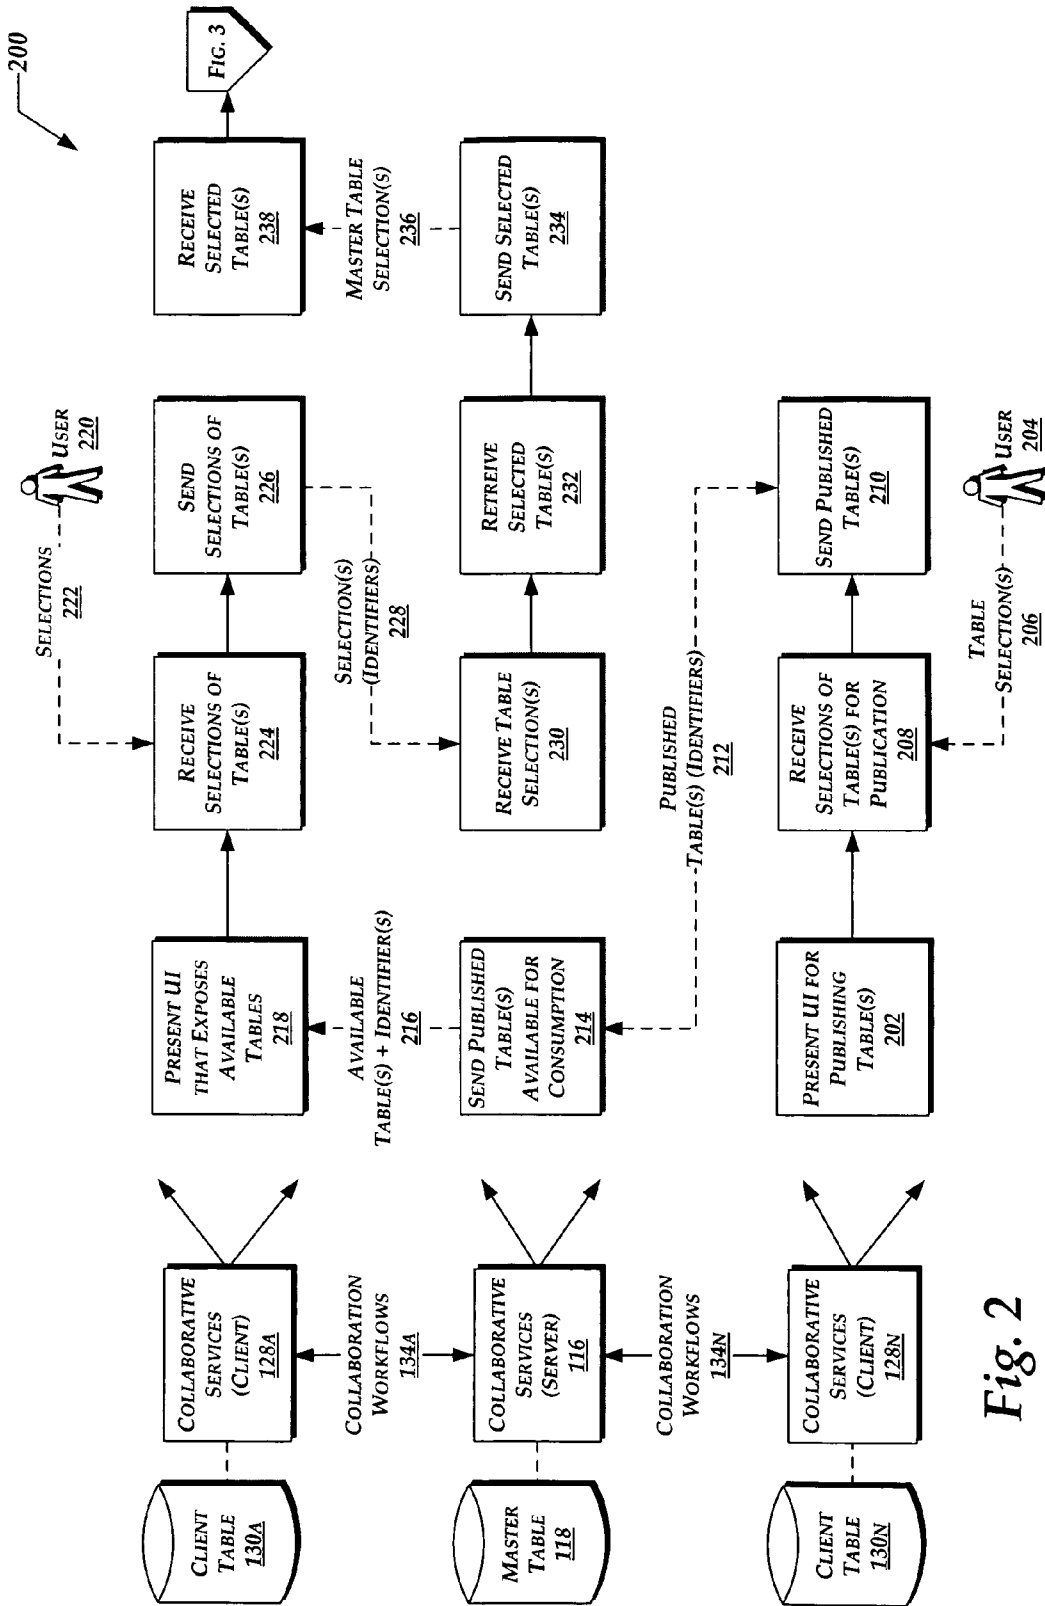 200
SELECTIONS
222
USER
220
CLIENT
TABLE
130A
COLLABORATIVE
SERVICES
(CLIENT)
128A
PRESENT UI
THAT EXPOSES
AVAILABLE
TABLES
218
RECEIVE
SELECTIONS OF
TABLE(S)
224
SEND
SELECTIONS OF
TABLE(S)
226
RECEIVE
SELECTED
TABLE(S)
238
FIG. 3
COLLABORATION
WORKFLOWS
134A
AVAILABLE
TABLE(S) + IDENTIFIER(S)
216
SELECTION(S)
(IDENTIFIERS)
228
MASTER TABLE
SELECTION(S)
236
MASTER
TABLE
118
COLLABORATIVE
SERVICES
(SERVER)
116
SEND PUBLISHED
TABLE(S)
AVAILABLE FOR
CONSUMPTION
214
RECEIVE TABLE
SELECTION(S)
230
RETREIVE
SELECTED
TABLE(S)
232
SEND SELECTED
TABLE(S)
234
COLLABORATION
WORKFLOWS
134N
PUBLISHED
TABLE(S) (IDENTIFIERS)
212
CLIENT
TABLE
130N
COLLABORATIVE
SERVICES
(CLIENT)
128N
PRESENT UI FOR
PUBLISHING
TABLE(S)
202
RECEIVE
SELECTIONS OF
TABLE(S) FOR
PUBLICATION
208
SEND PUBLISHED
TABLE(S)
210
TABLE
SELECTION(S)
206
USER
204
Fig. 2